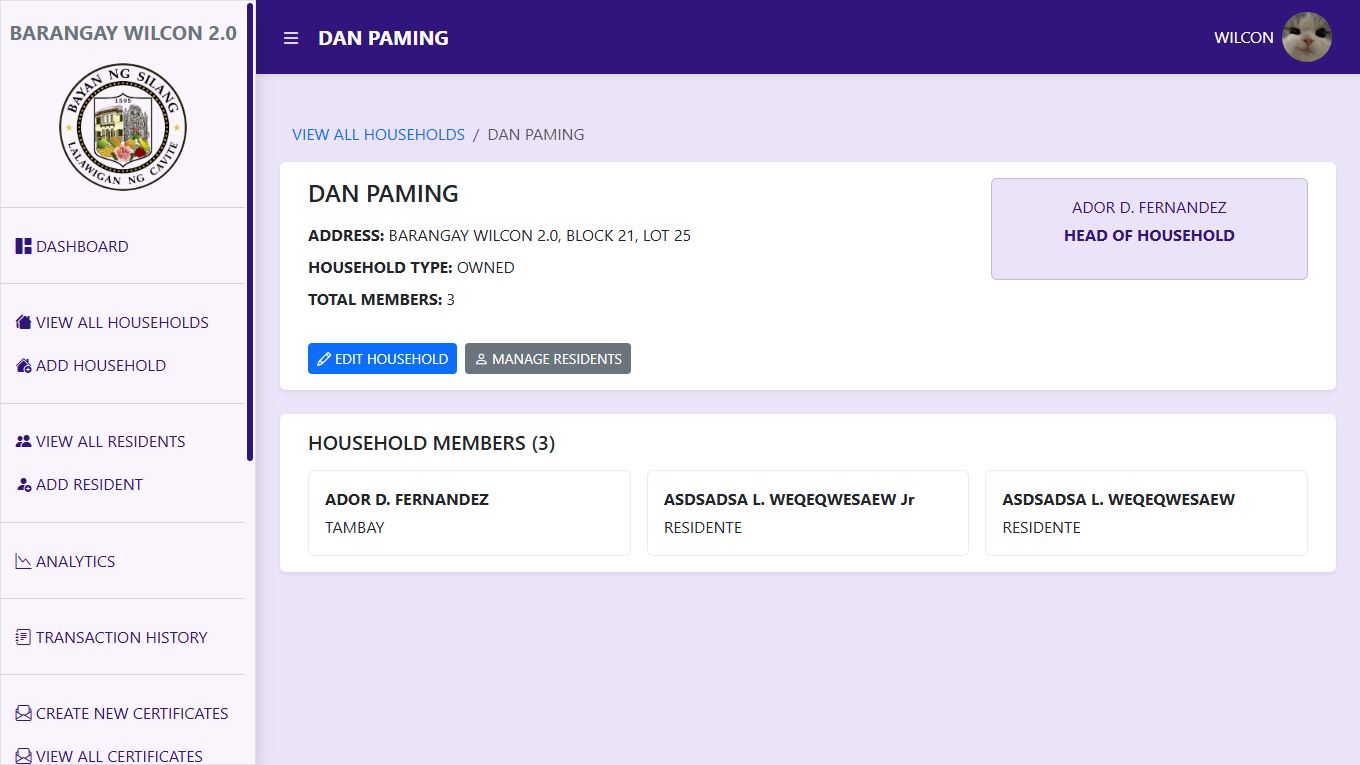 BARANGAY WILCON 2.0
BAYAN NG SILANG
1595
LALAWIGAN NG CAVITE
DASHBOARD
VIEW ALL HOUSEHOLDS
ADD HOUSEHOLD
VIEW ALL RESIDENTS
ADD RESIDENT
ANALYTICS
TRANSACTION HISTORY
CREATE NEW CERTIFICATES
VIEW ALL CERTIFICATES
DAN PAMING
WILCON
VIEW ALL HOUSEHOLDS / DAN PAMING
DAN PAMING
ADDRESS: BARANGAY WILCON 2.0, BLOCK 21, LOT 25
HOUSEHOLD TYPE: OWNED
TOTAL MEMBERS: 3
EDIT HOUSEHOLD
MANAGE RESIDENTS
ADOR D. FERNANDEZ
HEAD OF HOUSEHOLD
HOUSEHOLD MEMBERS (3)
ADOR D. FERNANDEZ
TAMBAY
ASDSADSA L. WEQEQWESAEW Jr
RESIDENTE
ASDSADSA L. WEQEQWESAEW
RESIDENTE